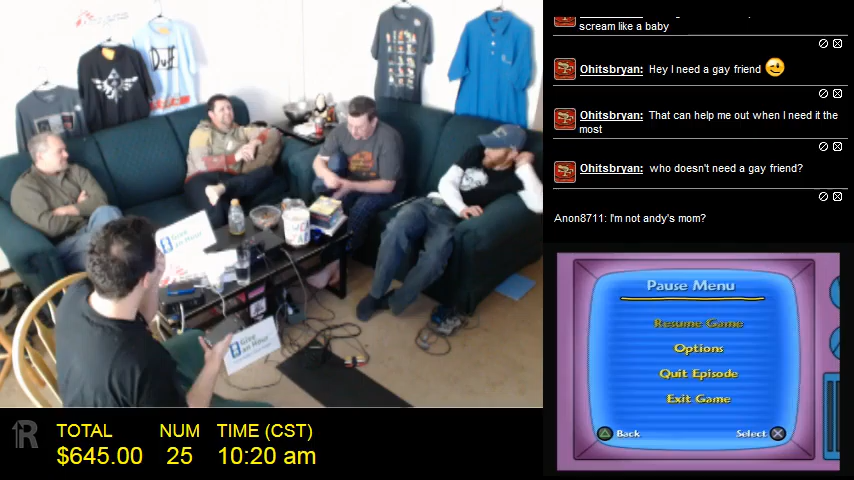 scream like a baby
Ohitsbryan: Hey I need a gay friend
Ohitsbryan: That can help me out when I need it the
most
Ohitsbryan: who doesn't need a gay friend?
Anon8711: I'm not andy's mom?
Duff
Give
an Hour
Give
an Hour
Pause Menu
Resume Game
Options
Quit Episode
Exit Game
Back
Select
R
TOTAL NUM TIME (CST)
$645.00 25 10:20 am